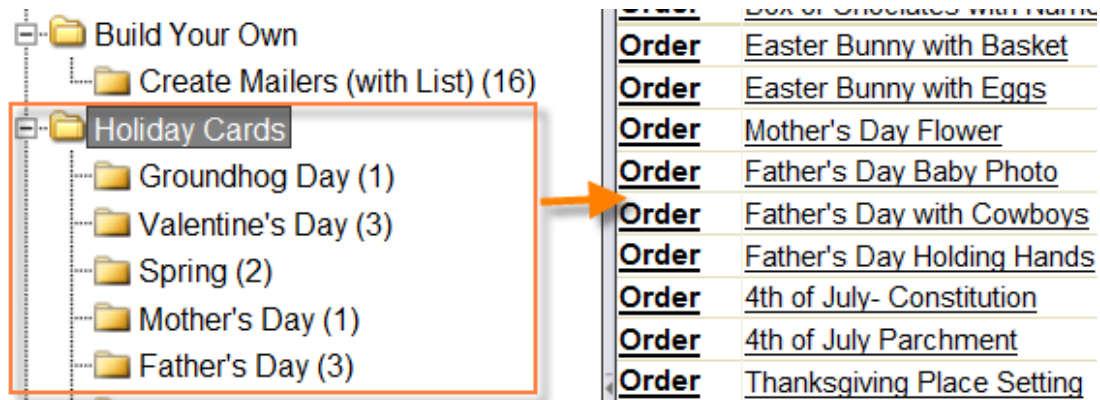 Build Your Own
Create Mailers (with List) (16)
Holiday Cards
Groundhog Day (1)
Valentine's Day (3)
Spring (2)
Mother's Day (1)
Father's Day (3)
Order Easter Bunny with Basket
Order Easter Bunny with Eggs
Order Mother's Day Flower
Order Father's Day Baby Photo
Order Father's Day with Cowboys
Order Father's Day Holding Hands
Order 4th of July- Constitution
Order 4th of July Parchment
Order Thanksgiving Place Setting